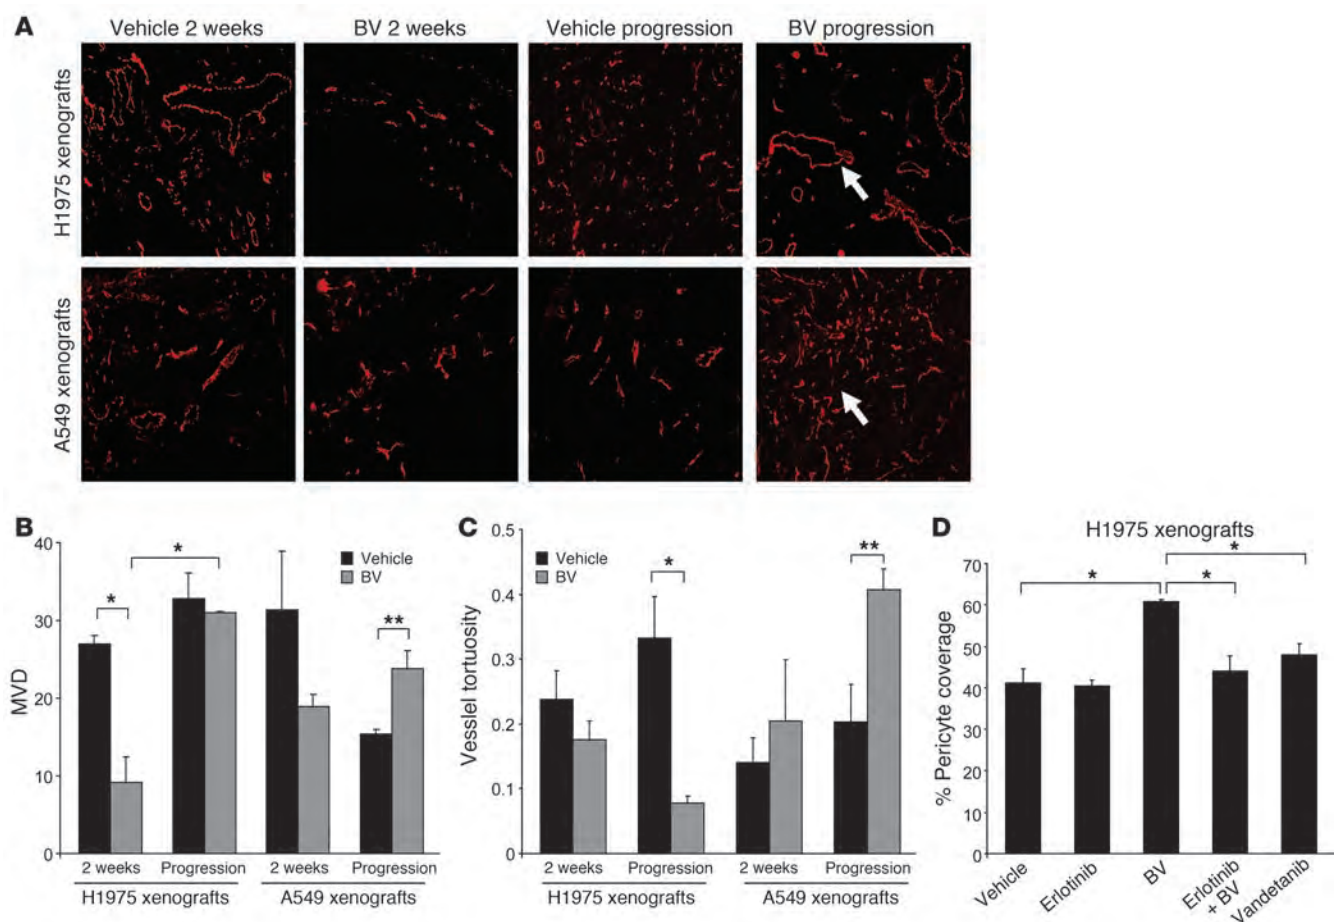 A
Vehicle 2 weeks
BV 2 weeks
Vehicle progression
BV progression
H1975 xenografts
A549 xenografts
B
MVD
40
30
20
10
0
*
*
**
Vehicle
BV
2 weeks
Progression
2 weeks
Progression
H1975 xenografts
A549 xenografts
C
Vesslel tortuosity
0.5
0.4
0.3
0.2
0.1
0
Vehicle
BV
*
**
2 weeks
Progression
2 weeks
Progression
H1975 xenografts
A549 xenografts
D
H1975 xenografts
% Pericyte coverage
70
60
50
40
30
20
10
0
*
*
*
Vehicle
Erlotinib
BV
Erlotinib
+ BV
Vandetanib